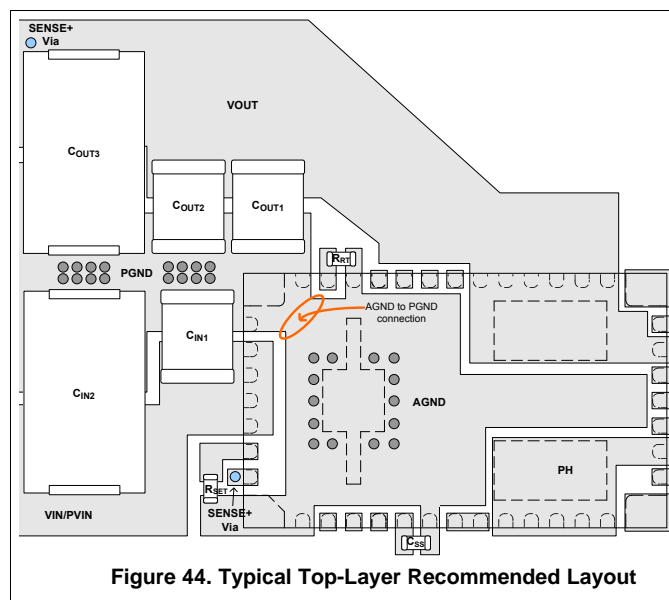 SENSE+
Via
VOUT
COUT3
COUT2
COUT1
PGND
RRT
AGND to PGND
connection
CIN1
CIN2
AGND
RSET
SENSE+
Via
PH
VIN/PVIN
CSS
Figure 44. Typical Top-Layer Recommended Layout